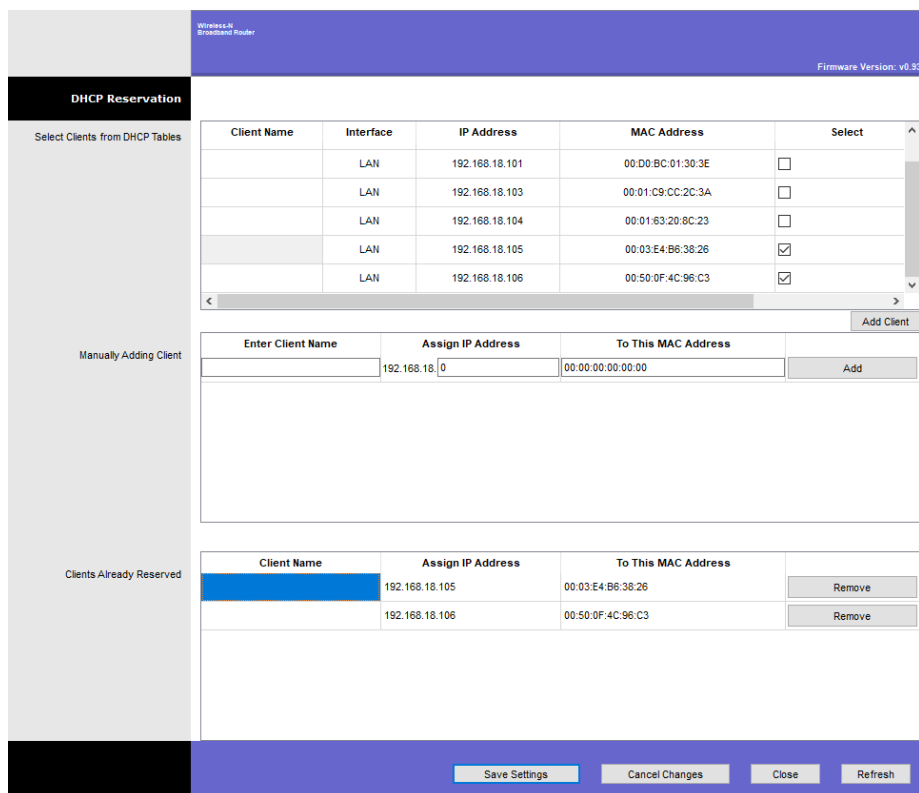 Wireless-N
Broadband Router
Firmware Version: v0.93
DHCP Reservation
Select Clients from DHCP Tables
Client Name Interface IP Address MAC Address Select
LAN 192.168.18.101 00:D0:BC:01:30:3E
LAN 192.168.18.103 00:01:C9:CC:2C:3A
LAN 192.168.18.104 00:01:63:20:8C:23
LAN 192.168.18.105 00:03:E4:B6:38:26
LAN 192.168.18.106 00:50:0F:4C:96:C3
Add Client
Manually Adding Client
Enter Client Name Assign IP Address To This MAC Address
192.168.18. 0 00:00:00:00:00:00 Add
Clients Already Reserved
Client Name Assign IP Address To This MAC Address
192.168.18.105 00:03:E4:B6:38:26 Remove
192.168.18.106 00:50:0F:4C:96:C3 Remove
Save Settings Cancel Changes Close Refresh